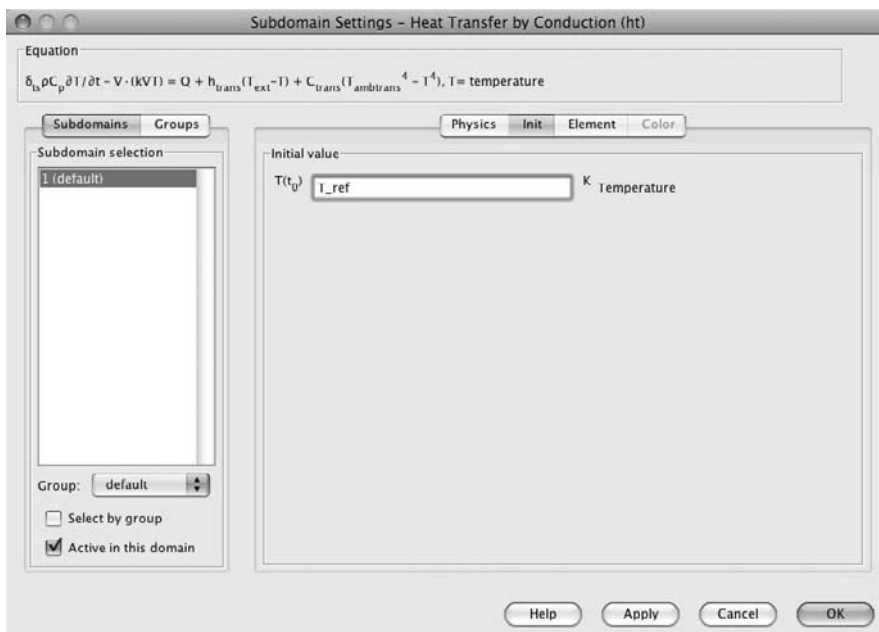 Subdomain Settings – Heat Transfer by Conduction (ht)
Equation
δtsρCp∂T/∂t – ∇·(k∇T) = Q + htrans(Text–T) + Ctrans(Tambtrans4 – T4), T= temperature
Subdomains Groups
Physics Init Element Color
Subdomain selection
Initial value
1 (default)
T(t0) T_ref K Temperature
Group: default
Select by group
Active in this domain
Help Apply Cancel OK